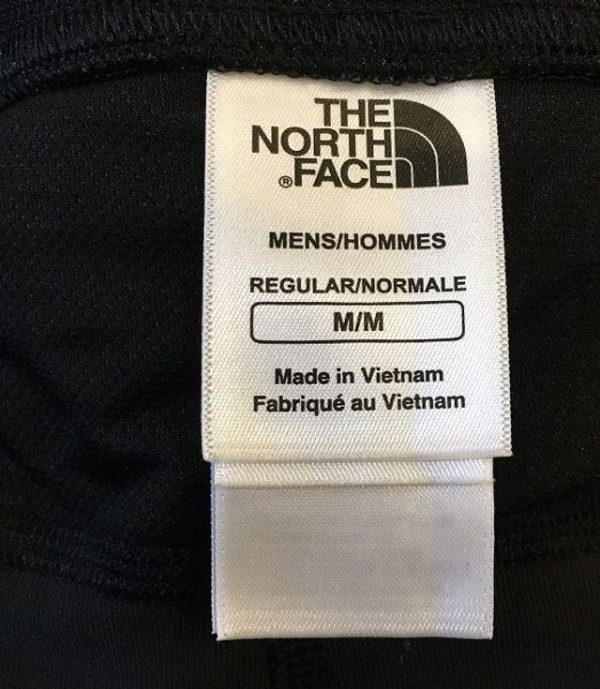 THE
NORTH
®FACE
MENS/HOMMES
REGULAR/NORMALE
M/M
Made in Vietnam
Fabriqué au Vietnam